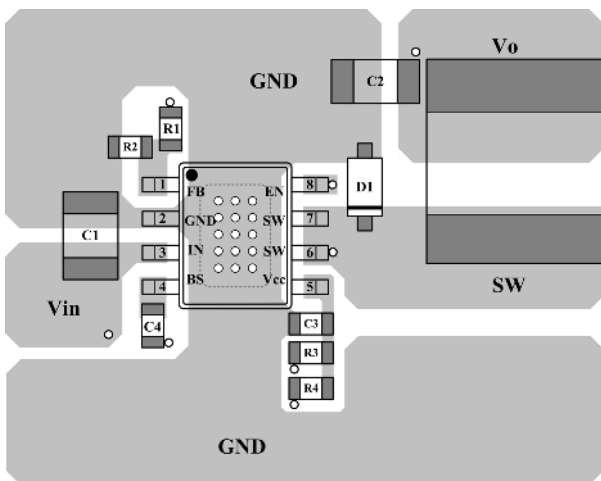 Vo
GND
C2
R1
R2
D1
1
FB
EN
8
2
GND
SW
7
C1
3
IN
SW
6
4
BS
Vcc
5
Vin
SW
C4
C3
R3
R4
GND